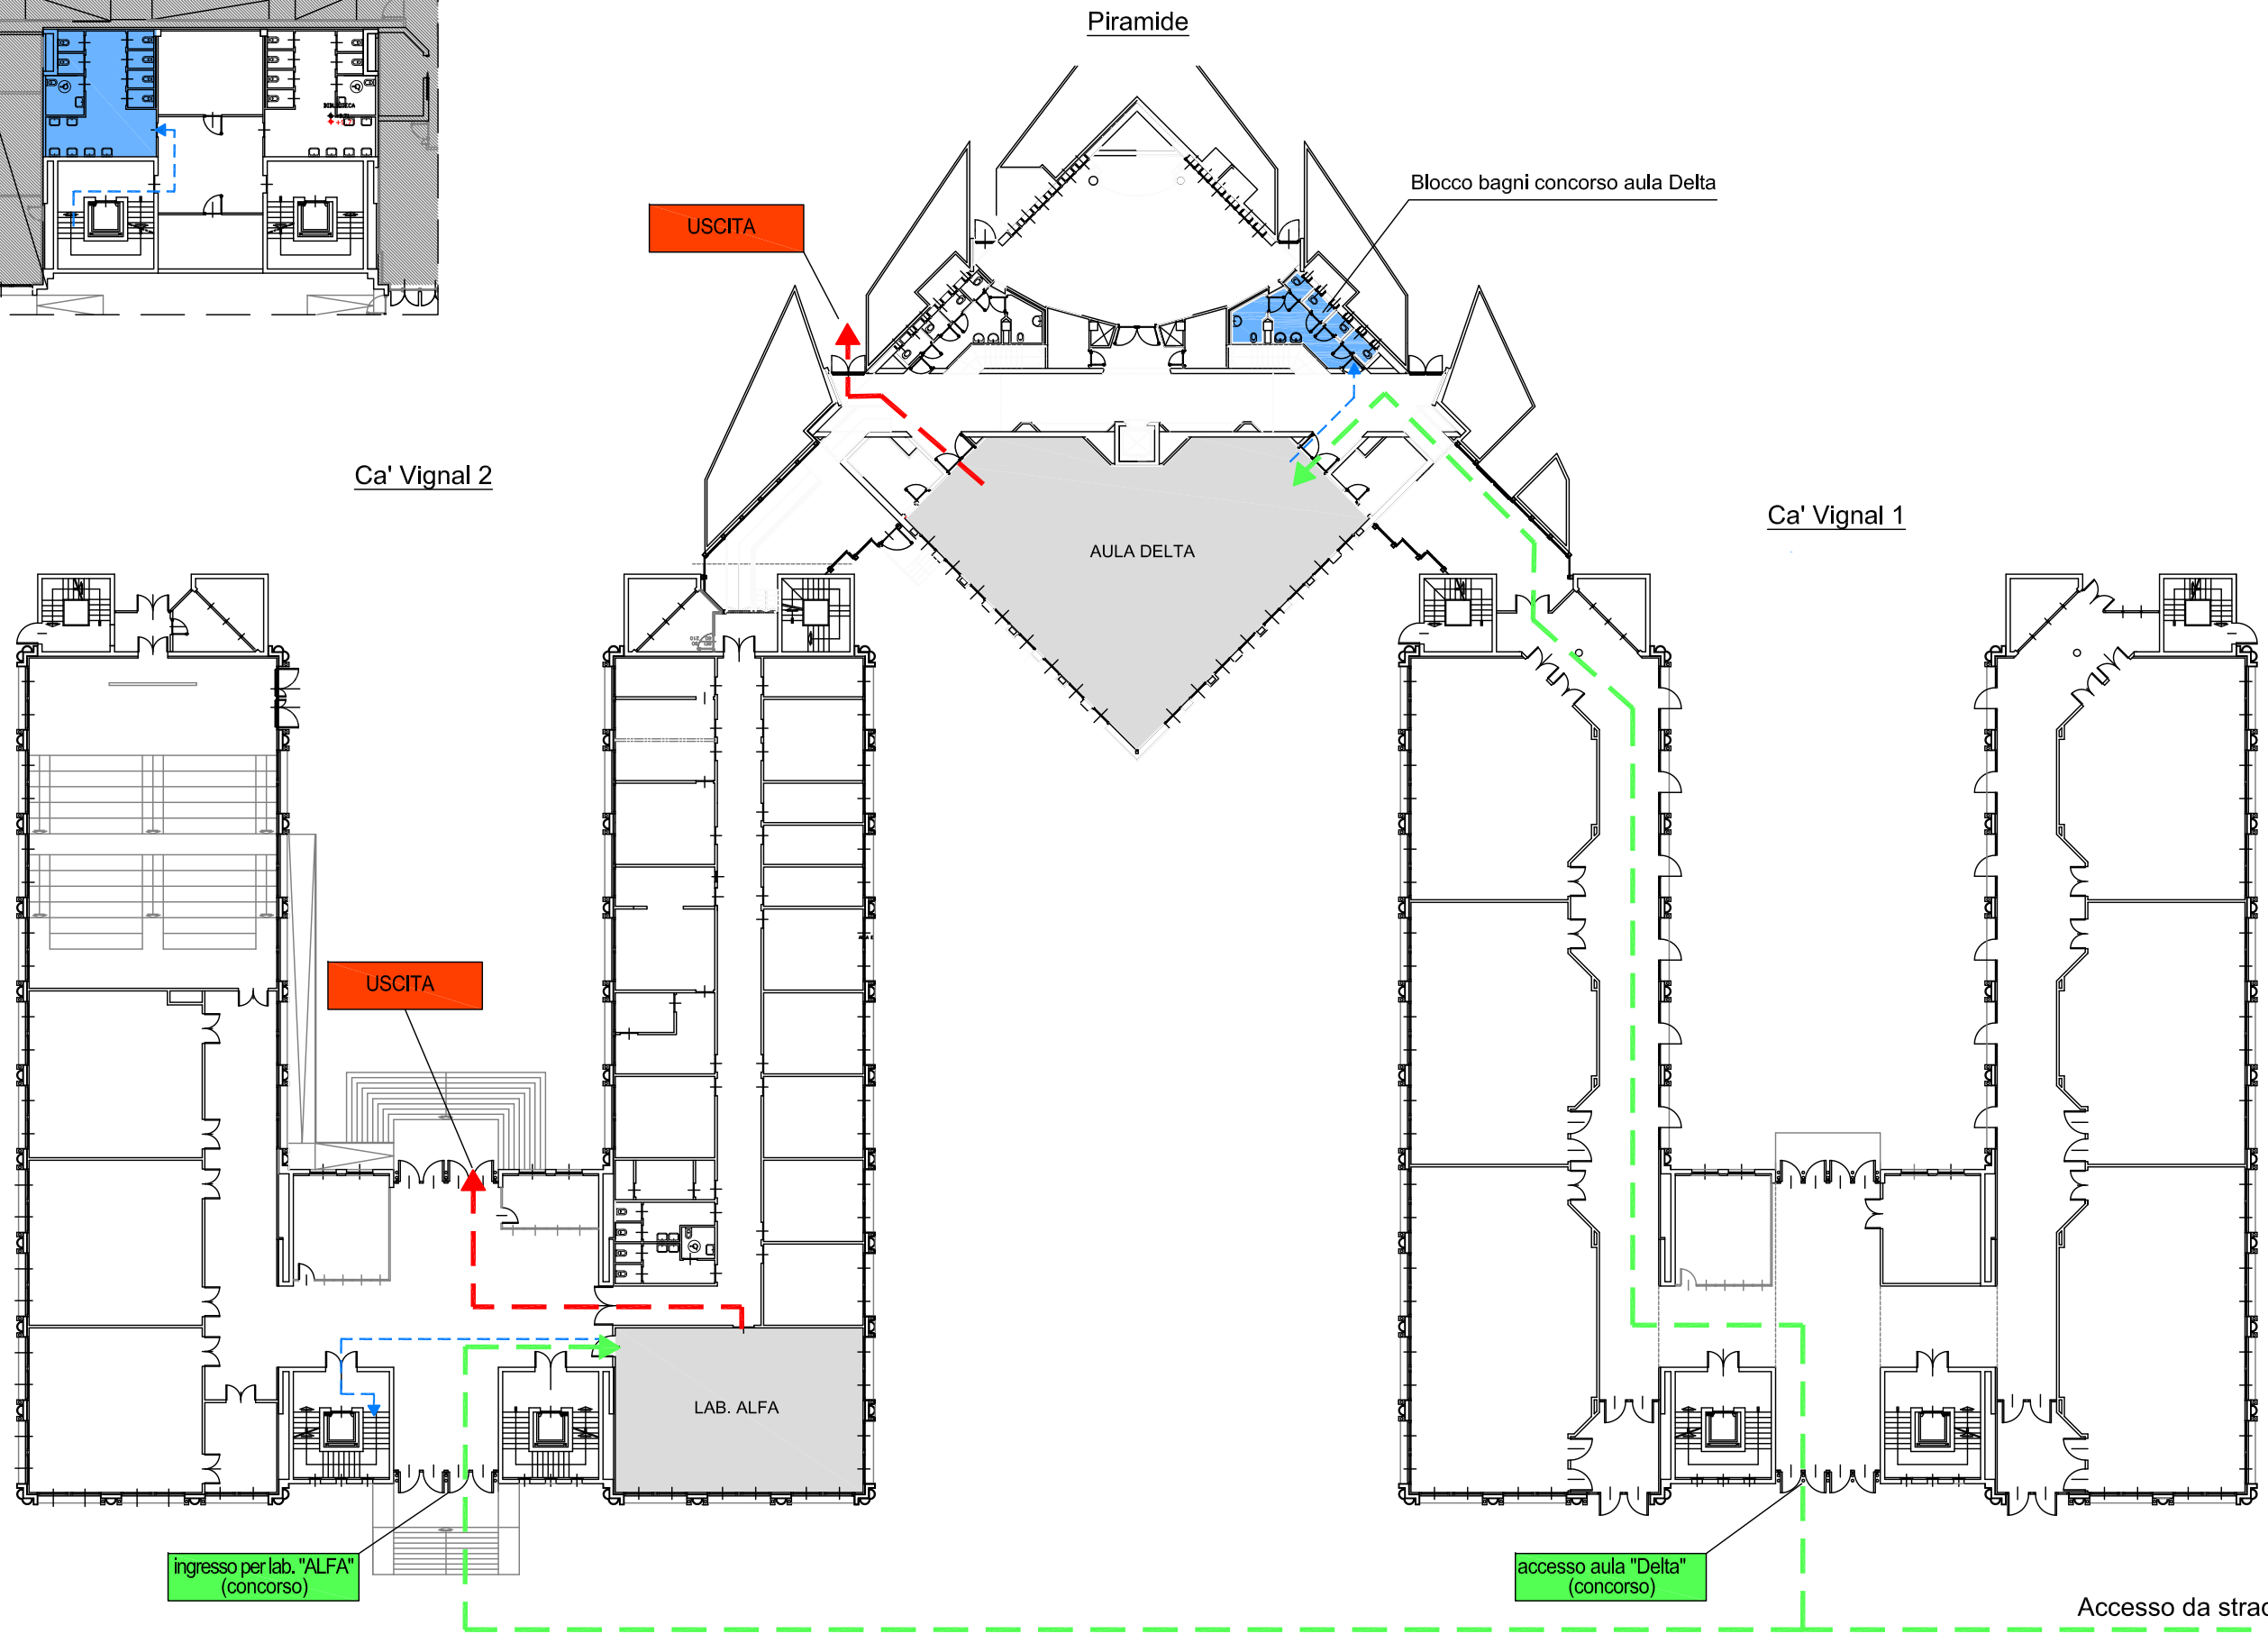 Piramide
BIBLIOTECA
Blocco bagni concorso aula Delta
USCITA
Ca' Vignal 2
Ca' Vignal 1
AULA DELTA
USCITA
LAB. ALFA
ingresso per lab. "ALFA"
(concorso)
accesso aula "Delta"
(concorso)
Accesso da strad